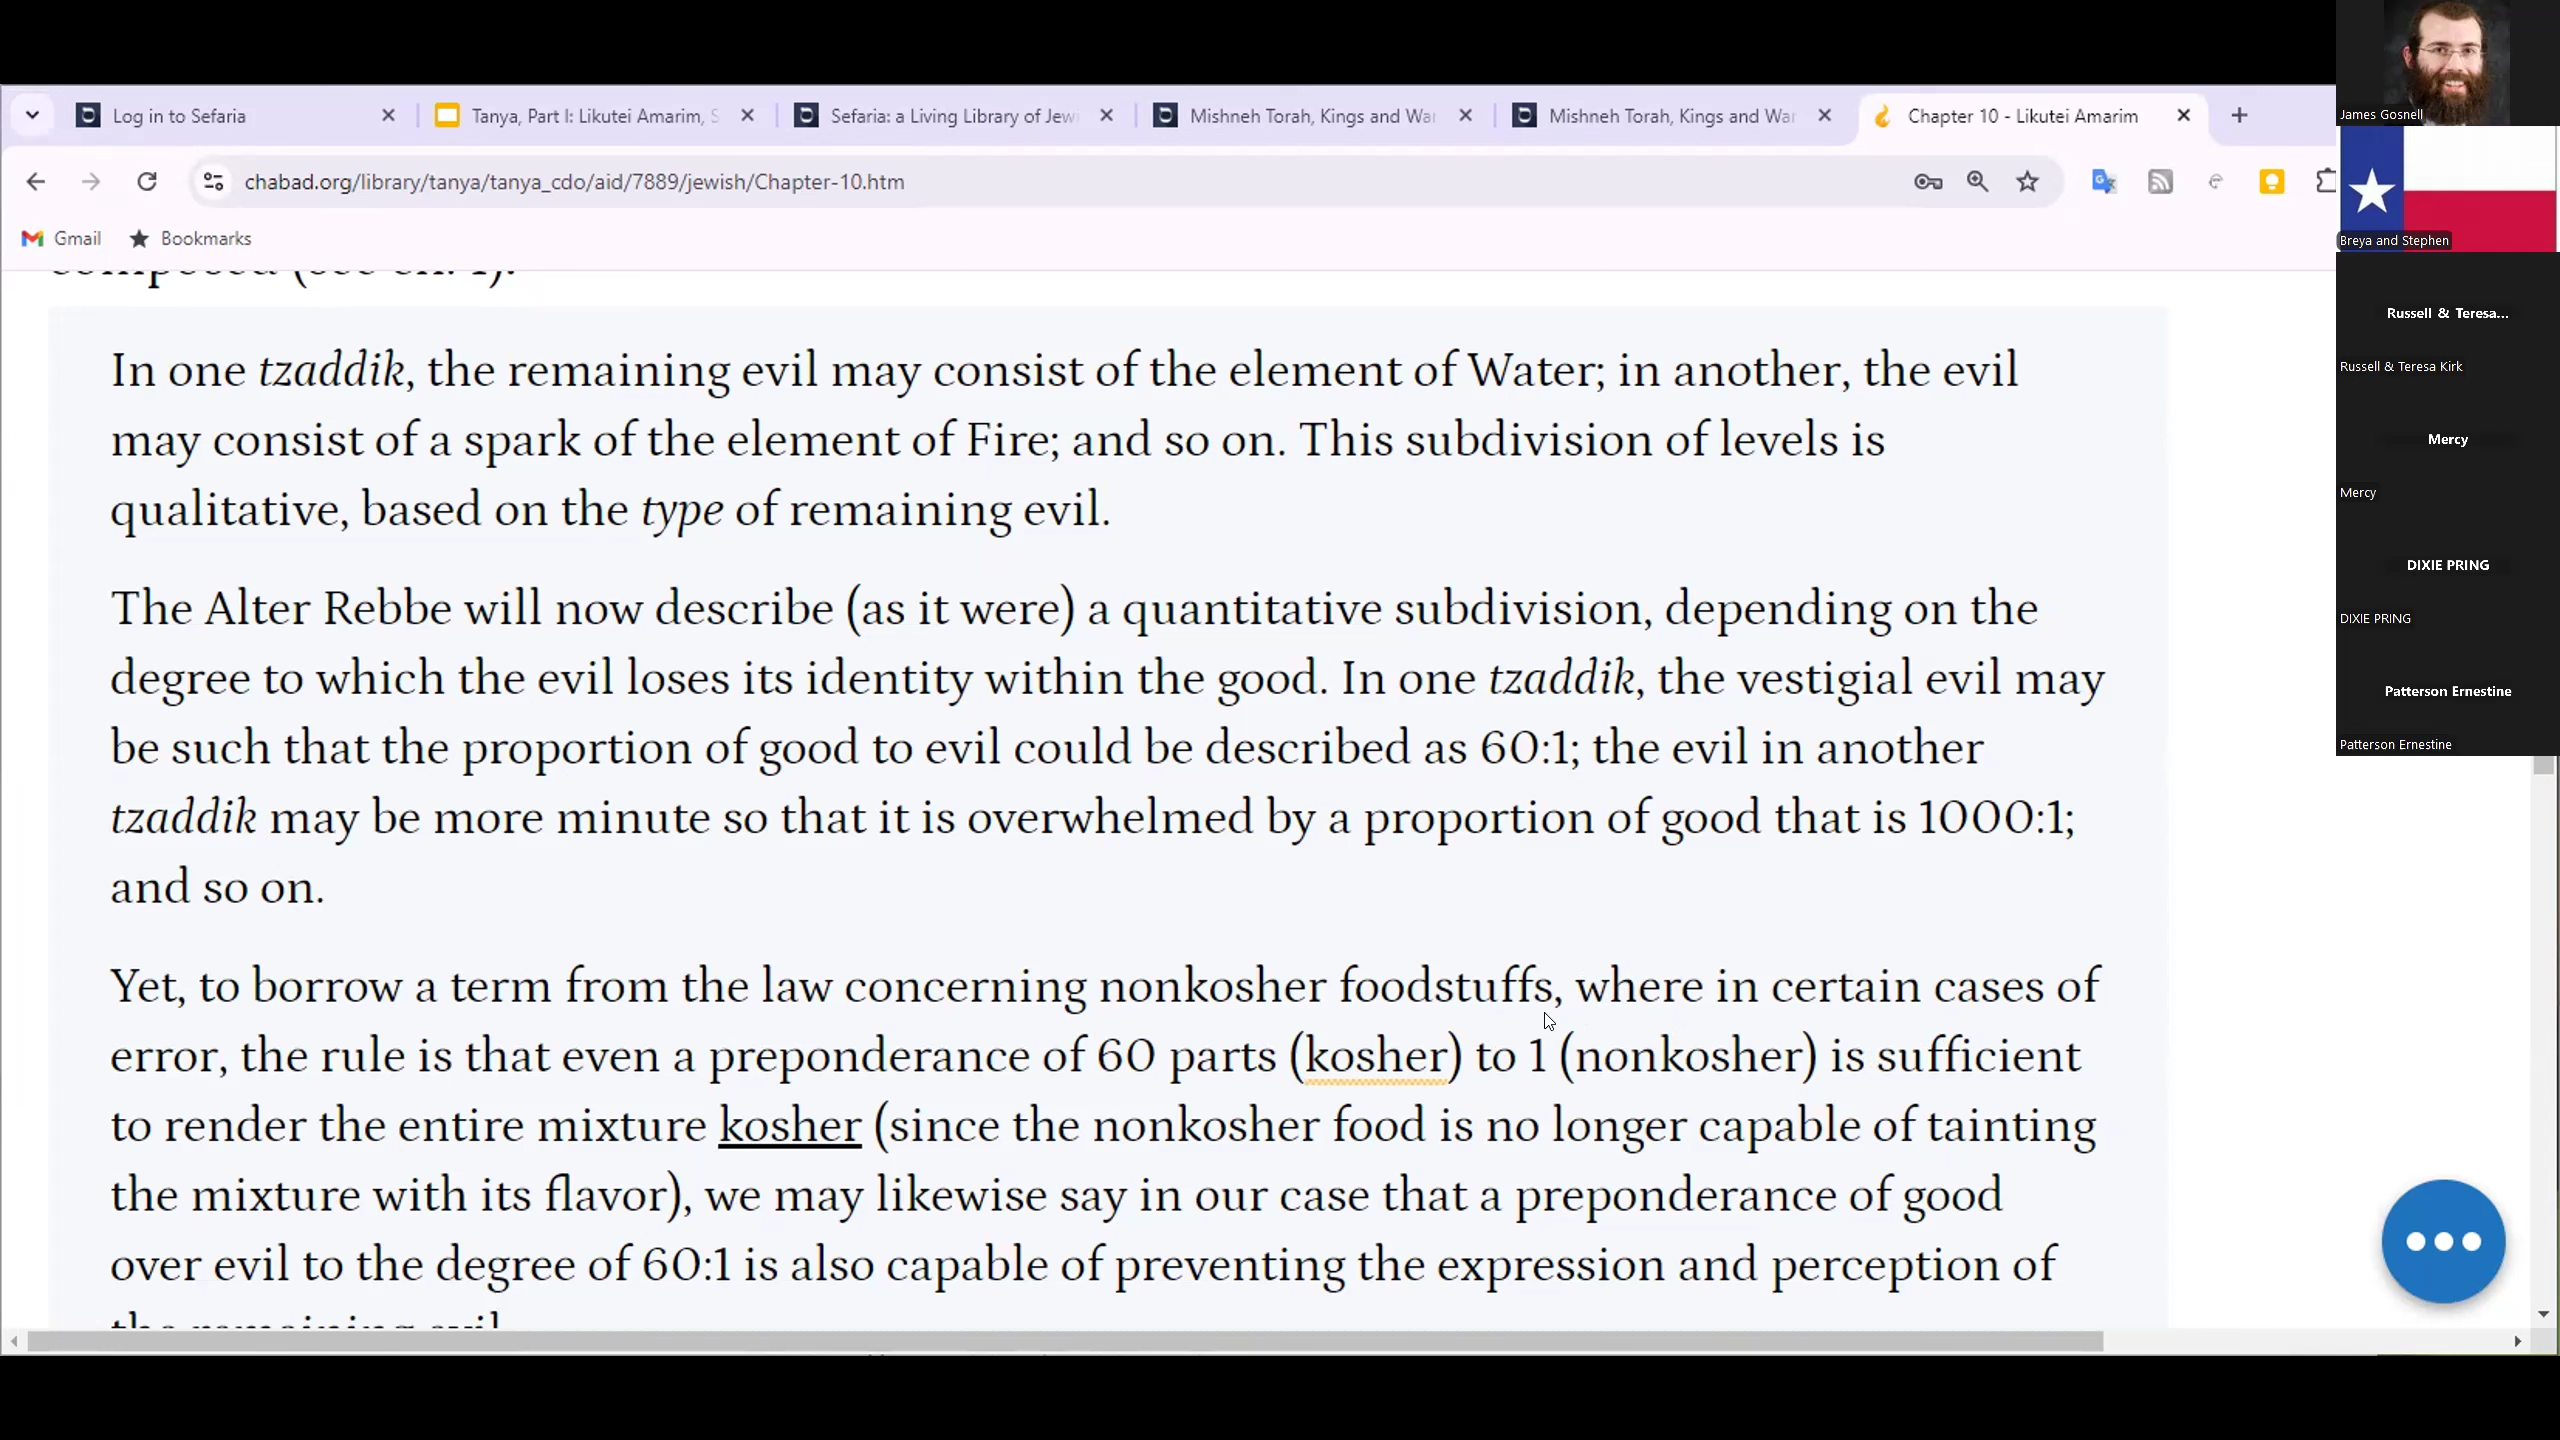 Log in to Sefaria
Tanya, Part I: Likutei Amarim, S
Sefaria: a Living Library of Jew
Mishneh Torah, Kings and War
Mishneh Torah, Kings and War
Chapter 10 - Likutei Amarim
chabad.org/library/tanya/tanya_cdo/aid/7889/jewish/Chapter-10.htm
Gmail
Bookmarks
In one tzaddik, the remaining evil may consist of the element of Water; in another, the evil
may consist of a spark of the element of Fire; and so on. This subdivision of levels is
qualitative, based on the type of remaining evil.
The Alter Rebbe will now describe (as it were) a quantitative subdivision, depending on the
degree to which the evil loses its identity within the good. In one tzaddik, the vestigial evil may
be such that the proportion of good to evil could be described as 60:1; the evil in another
tzaddik may be more minute so that it is overwhelmed by a proportion of good that is 1000:1;
and so on.
Yet, to borrow a term from the law concerning nonkosher foodstuffs, where in certain cases of
error, the rule is that even a preponderance of 60 parts (kosher) to 1 (nonkosher) is sufficient
to render the entire mixture kosher (since the nonkosher food is no longer capable of tainting
the mixture with its flavor), we may likewise say in our case that a preponderance of good
over evil to the degree of 60:1 is also capable of preventing the expression and perception of
the remaining evil
James Gosnell
Breya and Stephen
Russell & Teresa...
Russell & Teresa Kirk
Mercy
Mercy
DIXIE PRING
DIXIE PRING
Patterson Ernestine
Patterson Ernestine